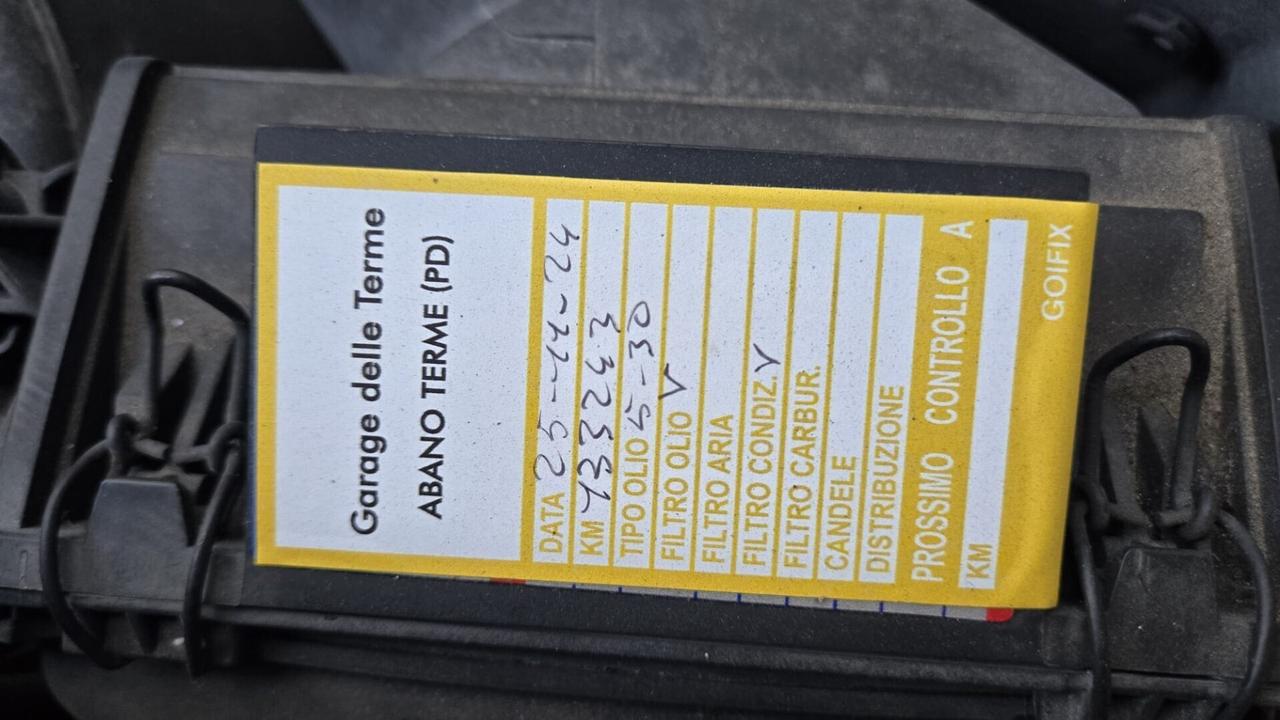 Garage delle Terme
ABANO TERME (PD)
DATA 25-11-24
KM 133243
TIPO OLIO 5-30
FILTRO OLIO V
FILTRO ARIA
FILTRO CONDIZ. V
FILTRO CARBUR.
CANDELE
DISTRIBUZIONE
PROSSIMO CONTROLLO A
KM
GOIFIX